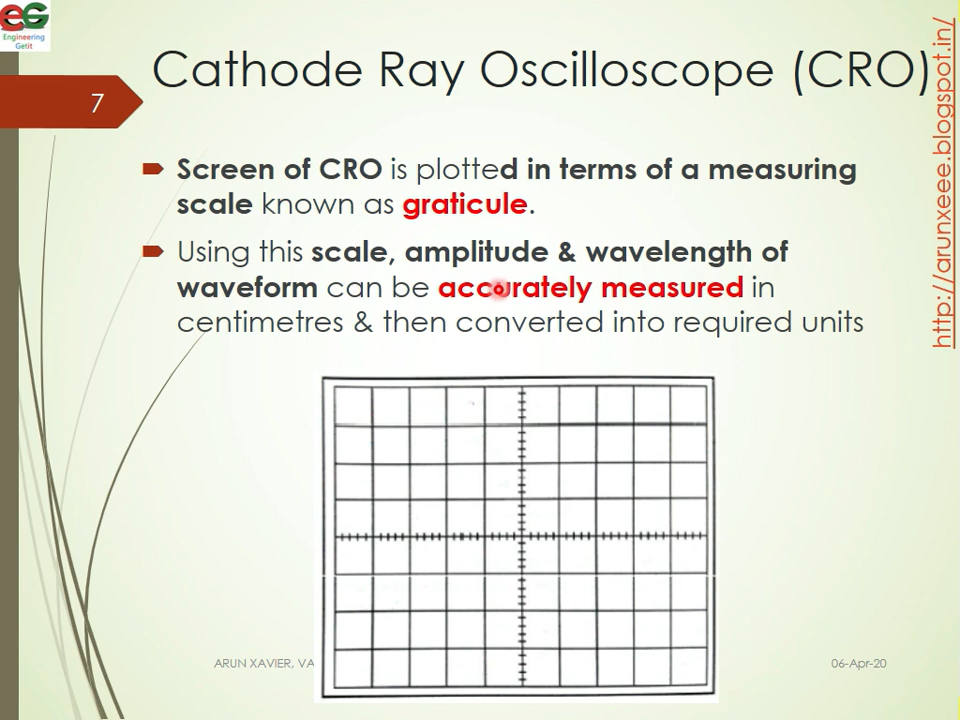 EG
Engineering
Getit
Cathode Ray Oscilloscope (CRO)
http://arunxeee.blogspot.in/
7
Screen of CRO is plotted in terms of a measuring
scale known as graticule.
Using this scale, amplitude & wavelength of
waveform can be accurately measured in
centimetres & then converted into required units
ARUN XAVIER, VA
06-Apr-20